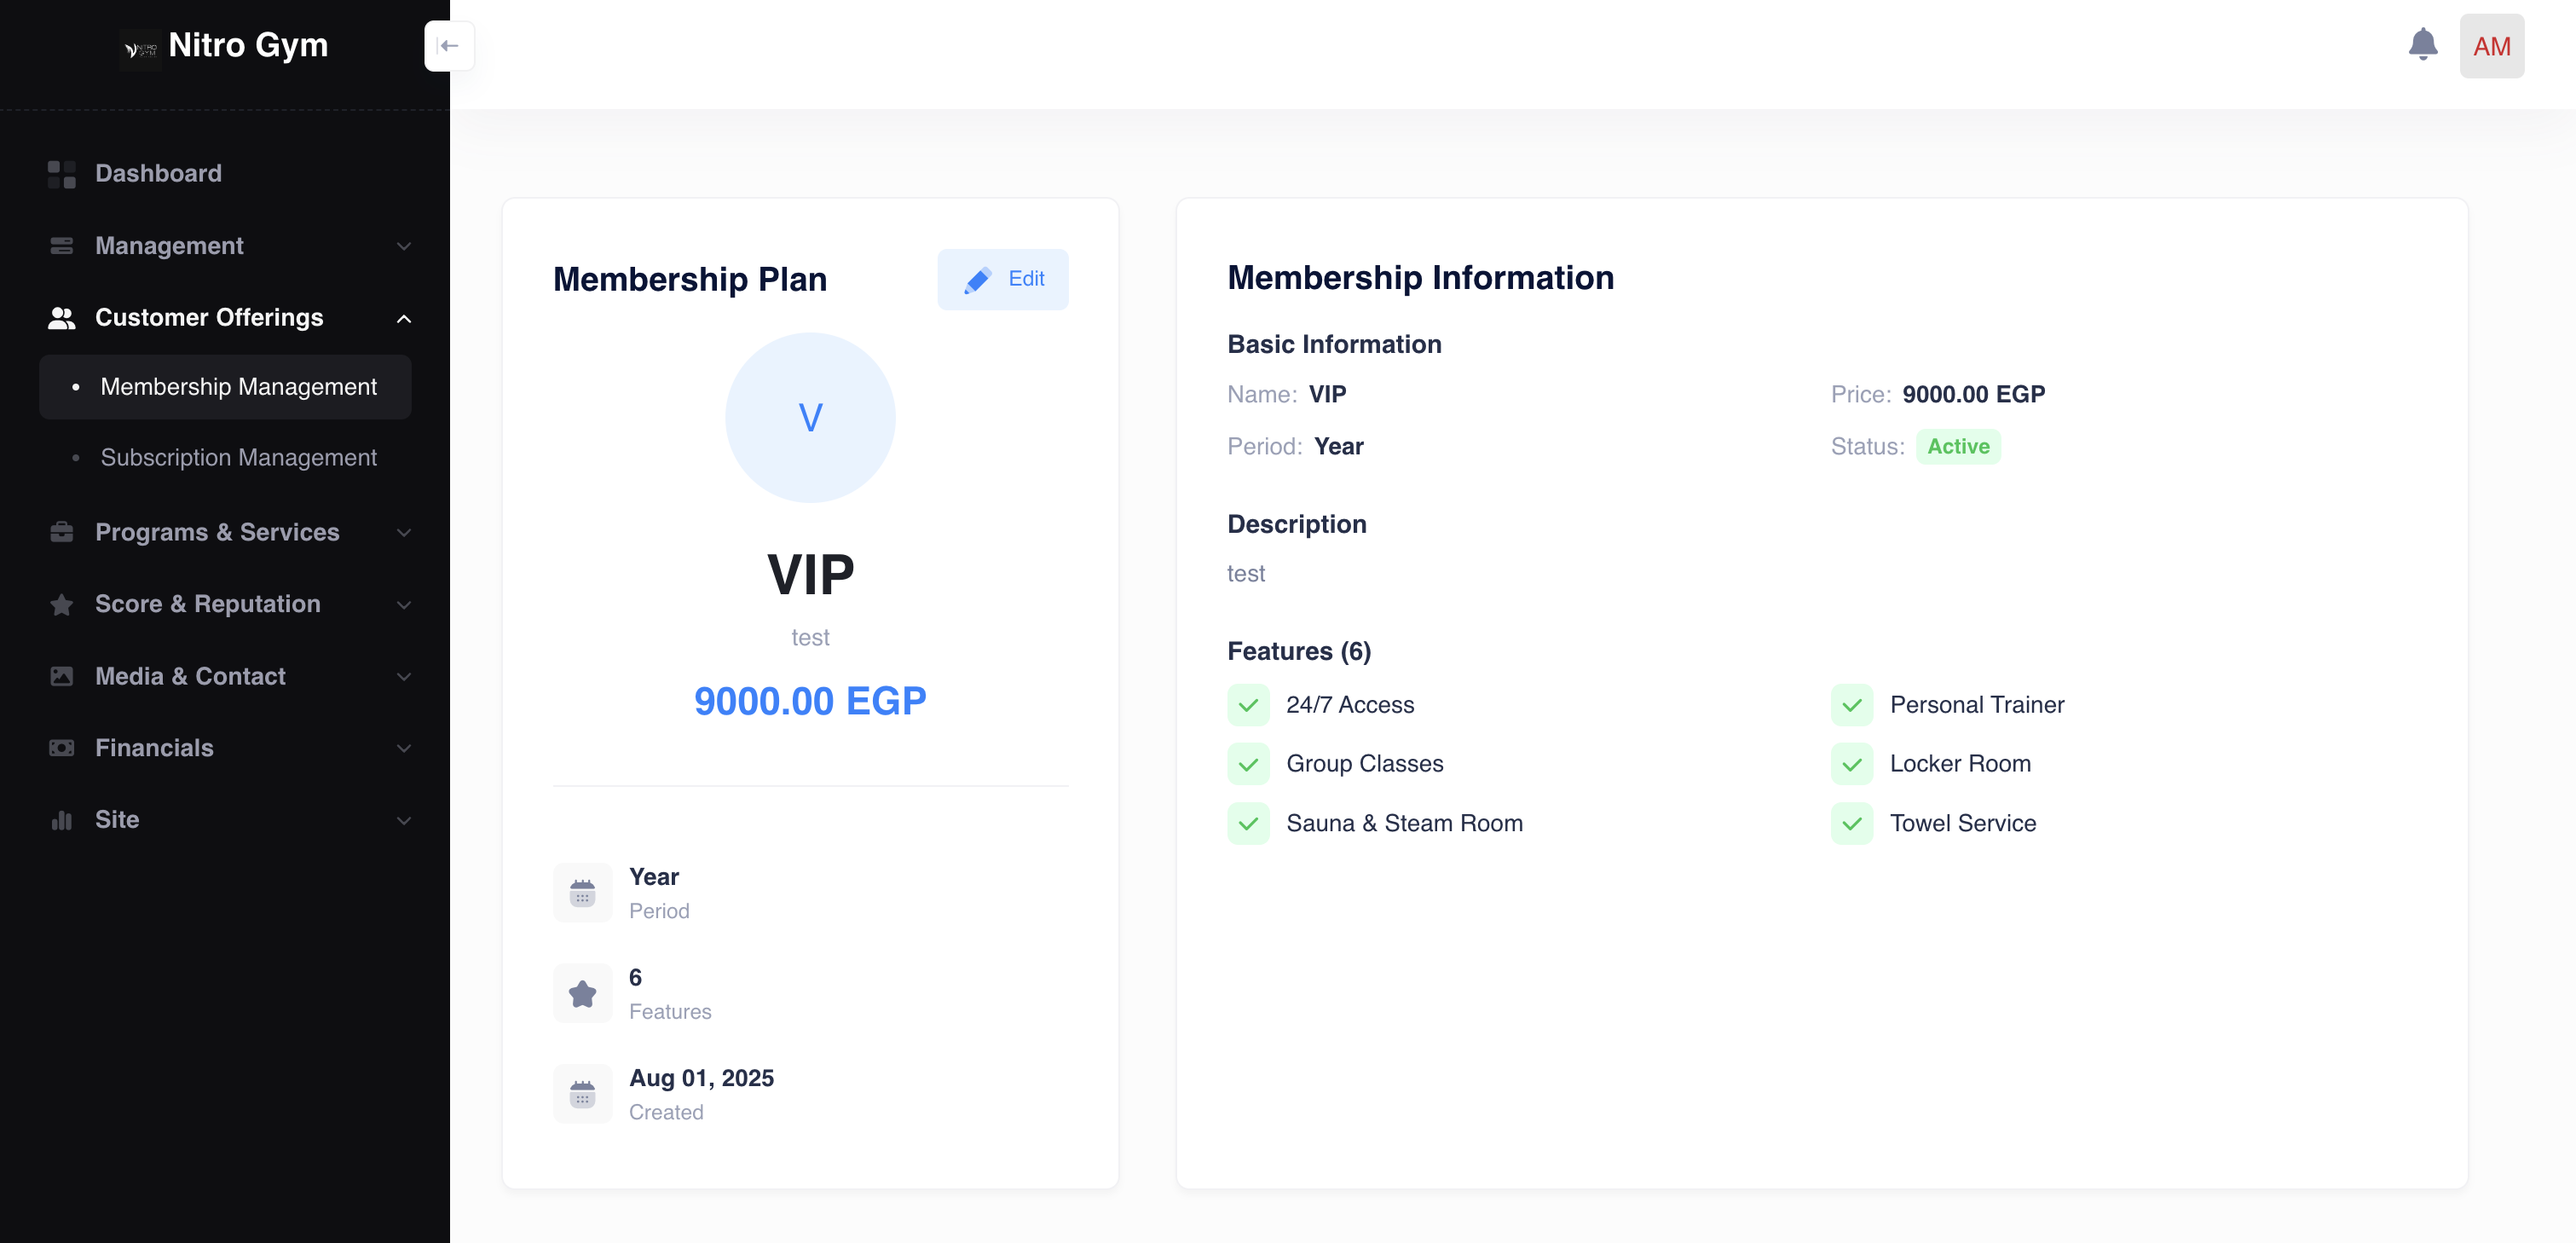 Nitro Gym
AM
Dashboard
Management
Customer Offerings
Membership Management
Subscription Management
Programs & Services
Score & Reputation
Media & Contact
Financials
Site
Membership Plan
Edit
V
VIP
test
9000.00 EGP
Year
Period
6
Features
Aug 01, 2025
Created
Membership Information
Basic Information
Name: VIP
Price: 9000.00 EGP
Period: Year
Status: Active
Description
test
Features (6)
24/7 Access
Personal Trainer
Group Classes
Locker Room
Sauna & Steam Room
Towel Service